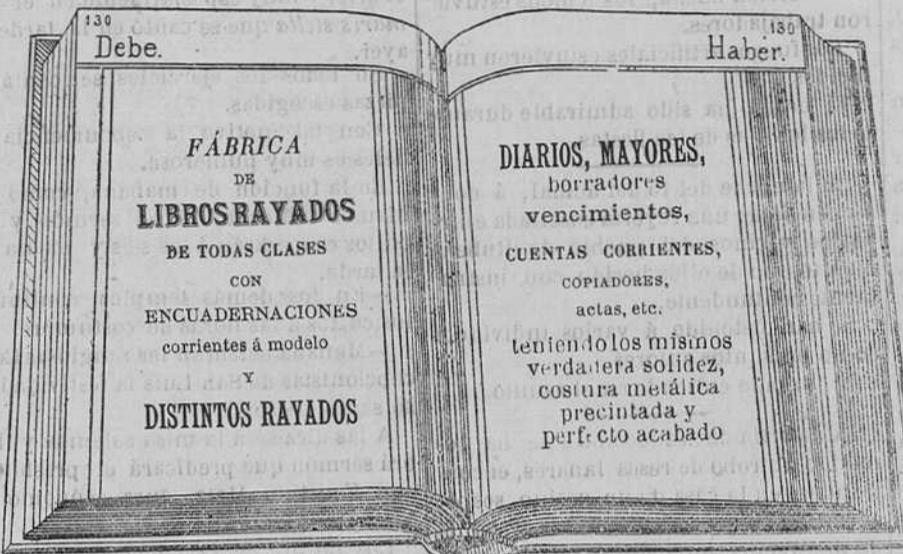 130
Debe.
FÁBRICA
DE
LIBROS RAYADOS
DE TODAS CLASES
CON
ENCUADERNACIONES
corrientes á modelo
Y
DISTINTOS RAYADOS
130
Haber.
DIARIOS, MAYORES,
borradores
vencimientos,
CUENTAS CORRIENTES,
COPIADORES,
actas, etc.
teniendo los mismos
verdadera solidez,
costura metálica
precintada y
perfecto acabado